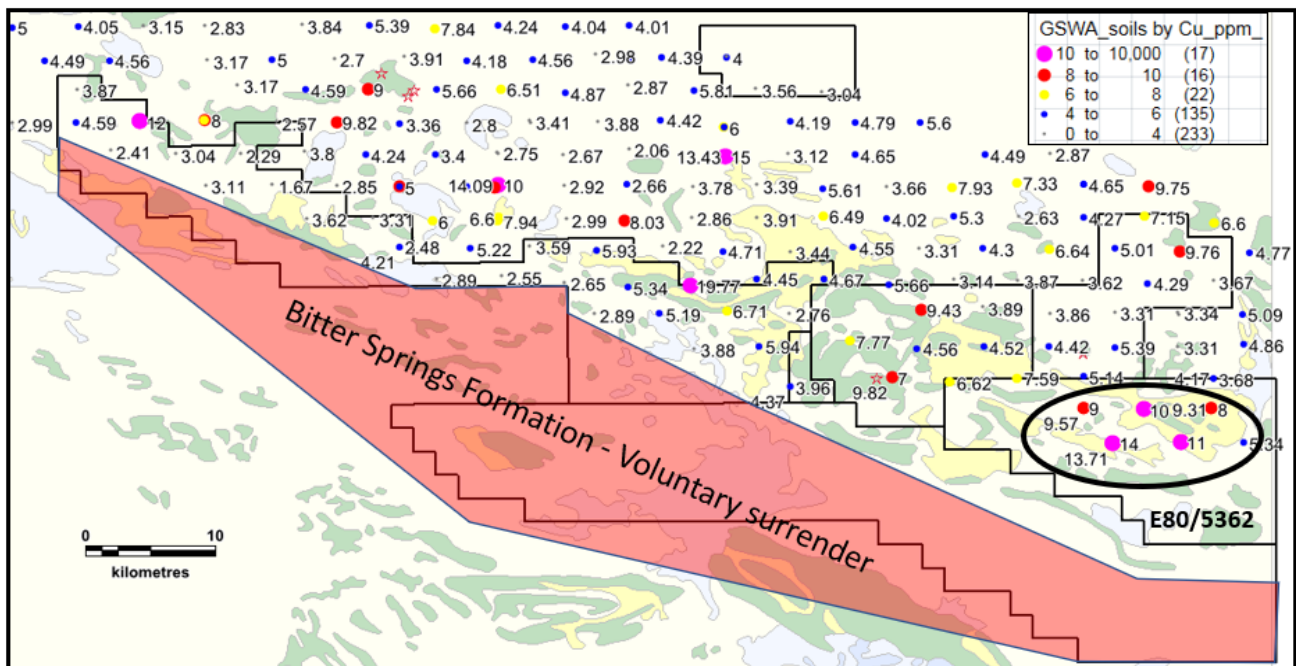 5 4.05 3.15 2.83 3.84 5.39 7.84 4.24 4.04 4.01
4.49 4.56 3.17 5 2.7 3.91 4.18 4.56 2.98 4.39 4
3.87 3.17 4.59 9 5.66 6.51 4.87 2.87 5.81 3.56 3.04
2.99 4.59 12 8 2.57 9.82 3.36 2.8 3.41 3.88 4.42 6 4.19 4.79 5.6
2.41 3.04 2.29 3.8 4.24 3.4 2.75 2.67 2.06 13.43 15 3.12 4.65 4.49 2.87
3.11 1.67 2.85 5 14.09 10 2.92 2.66 3.78 3.39 5.61 3.66 7.93 7.33 4.65 9.75
3.62 3.31 6 6.6 7.94 2.99 8.03 2.86 3.91 6.49 4.02 5.3 2.63 4.27 7.15 6.6
4.21 2.48 5.22 3.59 5.93 2.22 4.71 3.44 4.55 3.31 4.3 6.64 5.01 9.76 4.77
2.89 2.55 2.65 5.34 19.77 4.45 4.67 5.66 3.14 3.87 3.62 4.29 3.67
2.89 5.19 6.71 2.76 9.43 3.89 3.86 3.31 3.34 5.09
3.88 5.94 7.77 4.56 4.52 4.42 5.39 3.31 4.86
4.37 3.96 9.82 7 6.62 7.59 5.14 4.17 3.68
9.57 9 10 9.31 8
13.71 14 11 5.34
GSWA_soils by Cu_ppm_
10 to 10,000 (17)
8 to 10 (16)
6 to 8 (22)
4 to 6 (135)
0 to 4 (233)
Bitter Springs Formation - Voluntary surrender
E80/5362
0 10
kilometres